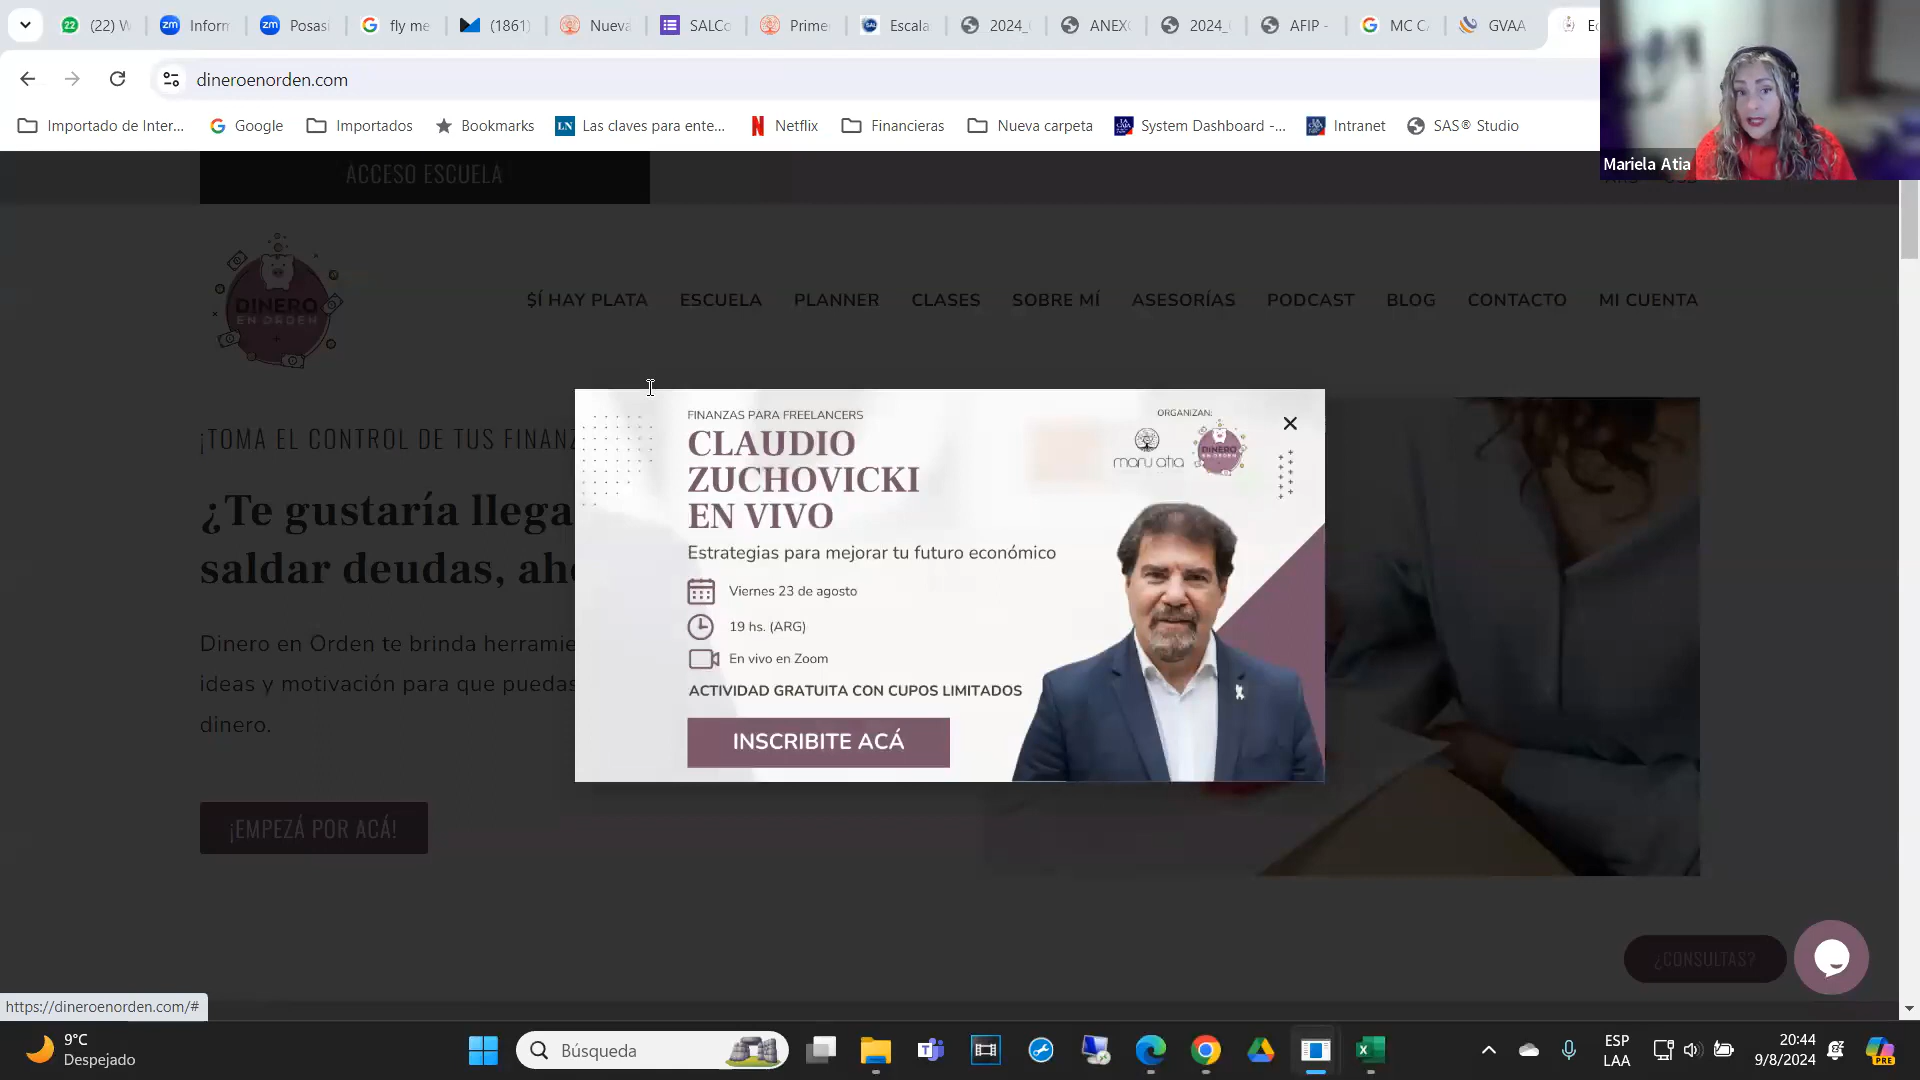 (22) W
Inform
Posasi
fly me
(1861)
Nueva
SALCo
Prime
Escala
2024_
ANEX
2024_
AFIP -
MC C
GVAA
dineroenorden.com
Importado de Inter...
Google
Importados
Bookmarks
Las claves para ente...
Netflix
Financieras
Nueva carpeta
System Dashboard -...
Intranet
SAS® Studio
Mariela Atia
ACCESO ESCUELA
DINERO
EN ORDEN
$Í HAY PLATA
ESCUELA
PLANNER
CLASES
SOBRE MÍ
ASESORÍAS
PODCAST
BLOG
CONTACTO
MI CUENTA
¡TOMA EL CONTROL DE TUS FINANZ
¿Te gustaría llega
saldar deudas, aho
Dinero en Orden te brinda herramie
ideas y motivación para que puedas
dinero.
¡EMPEZÁ POR ACÁ!
FINANZAS PARA FREELANCERS
CLAUDIO
ZUCHOVICKI
EN VIVO
Estrategias para mejorar tu futuro económico
Viernes 23 de agosto
19 hs. (ARG)
En vivo en Zoom
ACTIVIDAD GRATUITA CON CUPOS LIMITADOS
INSCRIBITE ACÁ
ORGANIZAN:
maru atia
DINERO
EN ORDEN
¿CONSULTAS?
https://dineroenorden.com/#
9°C
Despejado
Búsqueda
ESP
LAA
20:44
9/8/2024